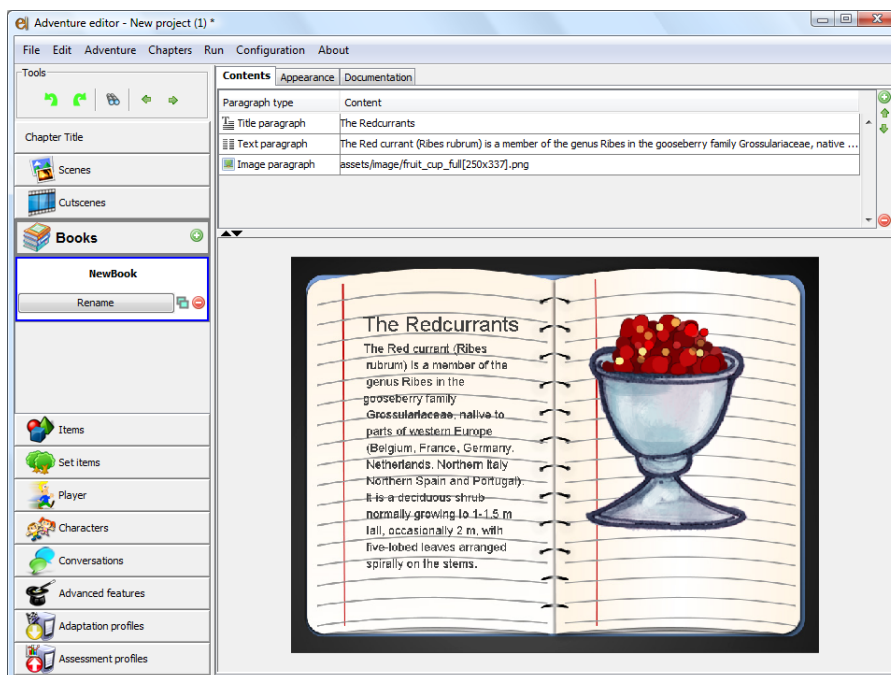 Adventure editor - New project (1) *
File Edit Adventure Chapters Run Configuration About
Tools
Chapter Title
Scenes
Cutscenes
Books
NewBook
Rename
Items
Set items
Player
Characters
Conversations
Advanced features
Adaptation profiles
Assessment profiles
Contents Appearance Documentation
Paragraph type Content
Title paragraph The Redcurrants
Text paragraph The Red currant (Ribes rubrum) is a member of the genus Ribes in the gooseberry family Grossulariaceae, native ...
Image paragraph assets/image/fruit_cup_full[250x337].png
The Redcurrants
The Red currant (Ribes
rubrum) is a member of the
genus Ribes in the
gooseberry family
Grossulariaceae, native to
parts of western Europe
(Belgium, France, Germany,
Netherlands, Northern Italy
Northern Spain and Portugal).
It is a deciduous shrub
normally growing to 1-1.5 m
tall, occasionally 2 m, with
five-lobed leaves arranged
spirally on the stems.